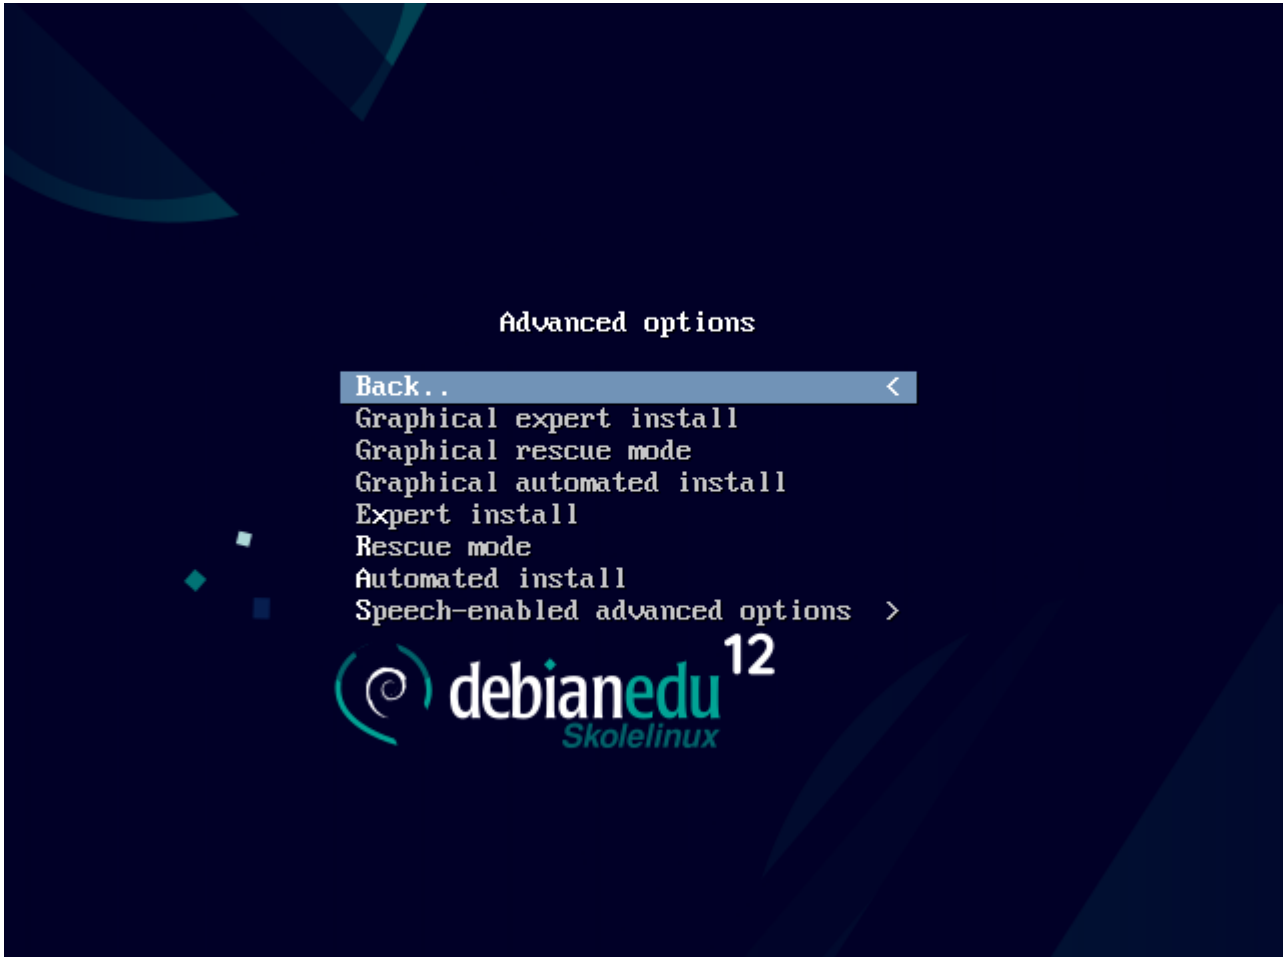 Advanced options
Back.. <
Graphical expert install
Graphical rescue mode
Graphical automated install
Expert install
Rescue mode
Automated install
Speech-enabled advanced options >
debianedu 12
Skolelinux